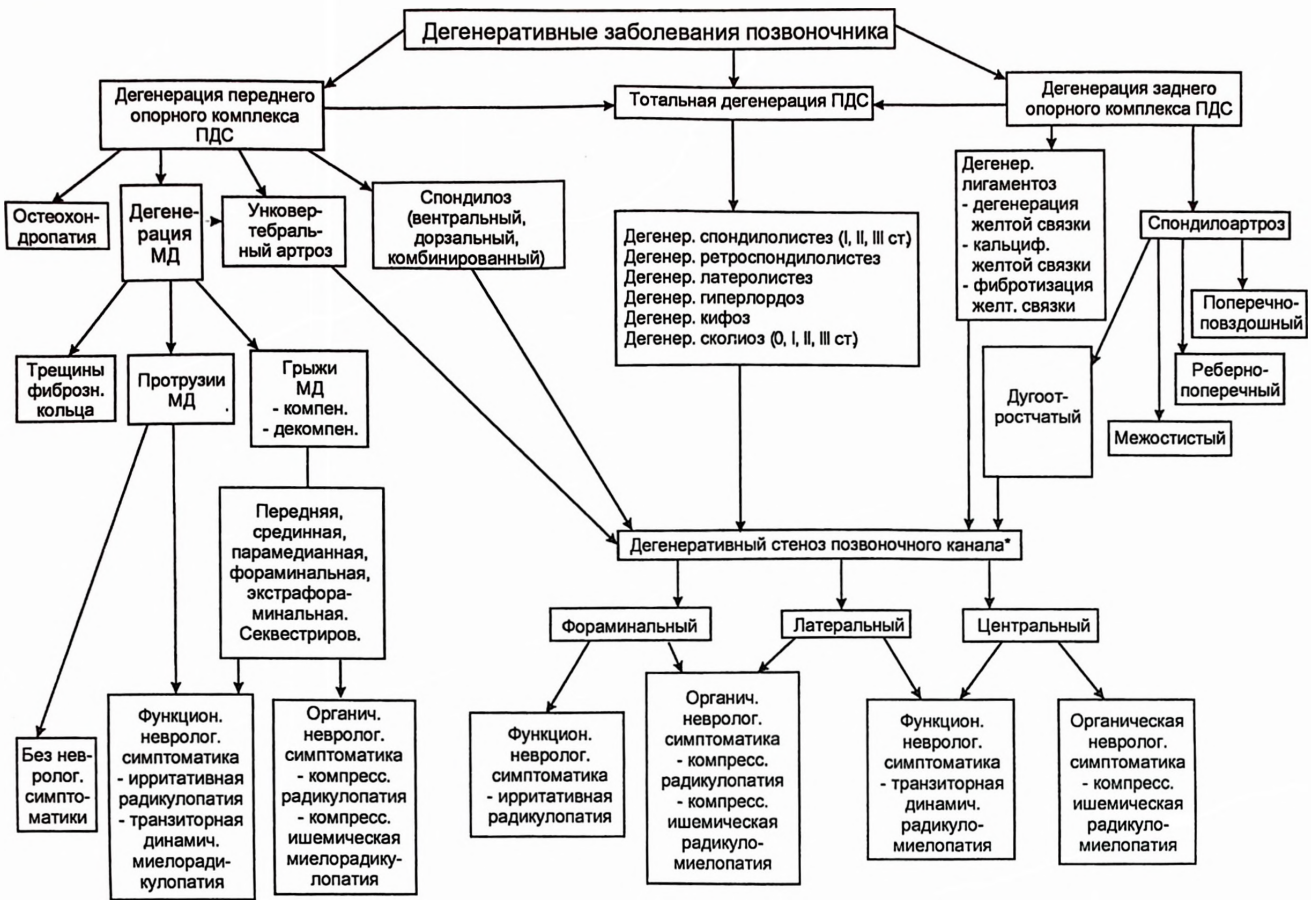 Дегенеративные заболевания позвоночника
Дегенерация переднего
опорного комплекса
ПДС
Тотальная дегенерация ПДС
Дегенерация заднего
опорного комплекса ПДС
Остеохон-
дропатия
Дегене-
рация
МД
Унковер-
тебраль-
ный артроз
Спондилоз
(вентральный,
дорзальный,
комбинированный)
Дегенер. спондилолистез (I, II, III ст.)
Дегенер. ретроспондилолистез
Дегенер. латеролистез
Дегенер. гиперлордоз
Дегенер. кифоз
Дегенер. сколиоз (0, I, II, III ст.)
Дегенер.
лигаментоз
- дегенерация
желтой связки
- кальциф.
желтой связки
- фибротизация
желт. связки
Спондилоартроз
Поперечно-
повздошный
Реберно-
поперечный
Межостистый
Дугоот-
ростчатый
Трещины
фиброзн.
кольца
Протрузии
МД
Грыжи
МД
- компен.
- декомпен.
Передняя,
срединная,
парамедианная,
фораминальная,
экстрафора-
минальная.
Секвестриров.
Дегенеративный стеноз позвоночного канала*
Фораминальный
Латеральный
Центральный
Без нев-
ролог.
симпто-
матики
Функцион.
невролог.
симптоматика
- ирритативная
радикулопатия
- транзиторная
динамич.
миелоради-
кулопатия
Органич.
невролог.
симптоматика
- компресс.
радикулопатия
- компресс.
ишемическая
миелорадику-
лопатия
Функцион.
невролог.
симптоматика
- ирритативная
радикулопатия
Органич.
невролог.
симптоматика
- компресс.
радикулопатия
- компресс.
ишемическая
радикуло-
миелопатия
Функцион.
невролог.
симптоматика
- транзиторная
динамич.
радикуло-
миелопатия
Органическая
невролог.
симптоматика
- компресс.
ишемическая
радикуло-
миелопатия